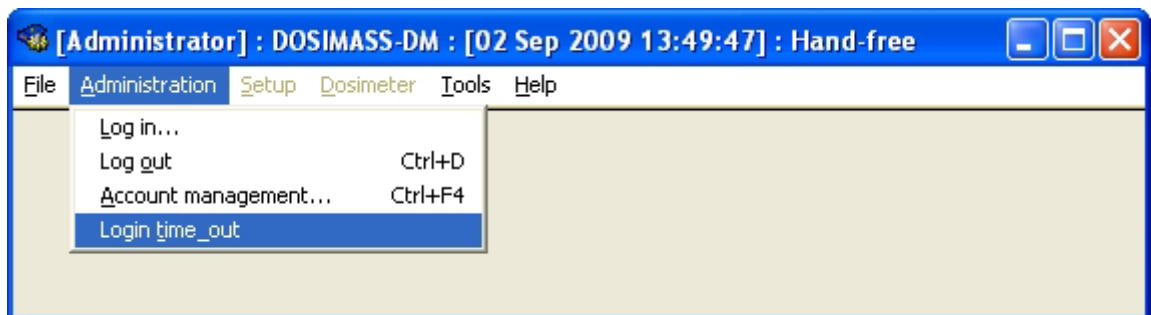 [Administrator] : DOSIMASS-DM : [02 Sep 2009 13:49:47] : Hand-free
File Administration Setup Dosimeter Tools Help
Log in...
Log out Ctrl+D
Account management... Ctrl+F4
Login time_out